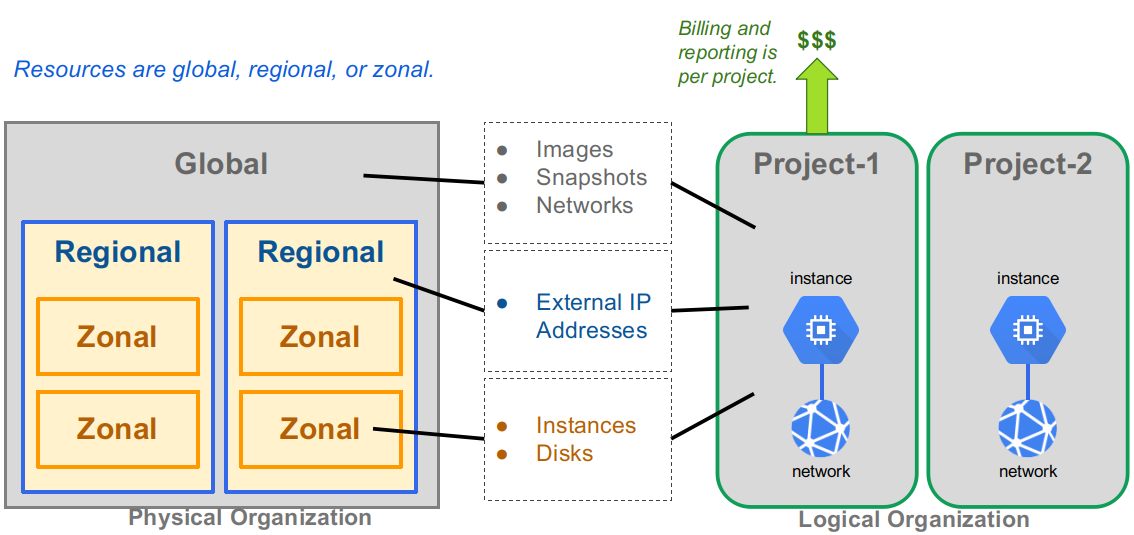 Resources are global, regional, or zonal.
Billing and
reporting is
per project.
$$$
Global
Regional
Zonal
Zonal
Regional
Zonal
Zonal
Physical Organization
● Images
● Snapshots
● Networks
● External IP
Addresses
● Instances
● Disks
Project-1
instance
network
Project-2
instance
network
Logical Organization